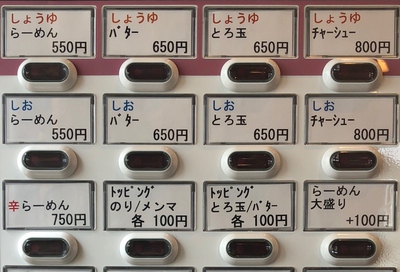 しょうゆ
らーめん
550円
しょうゆ
バター
650円
しょうゆ
とろ玉
650円
しょうゆ
チャーシュー
800円
しお
らーめん
550円
しお
バター
650円
しお
とろ玉
650円
しお
チャーシュー
800円
辛らーめん
750円
トッピング
のり/メンマ
各 100円
トッピング
とろ玉/バター
各 100円
らーめん
大盛り
+100円